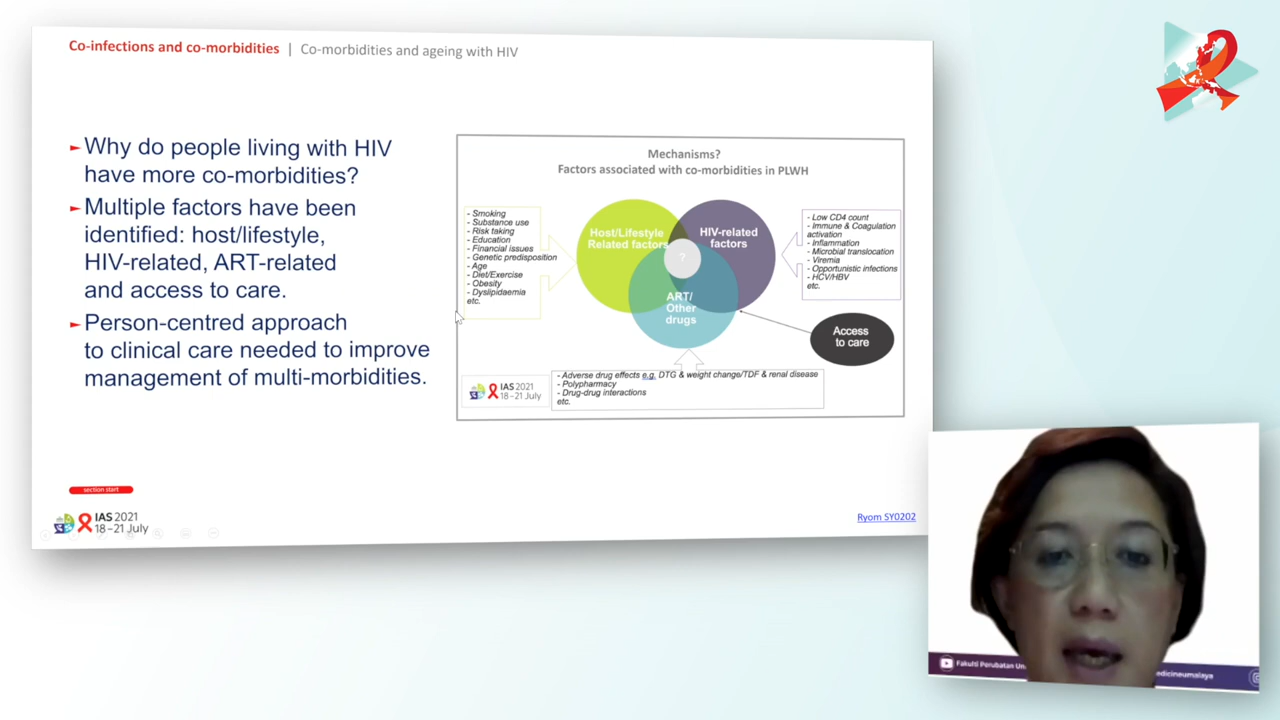 Co-infections and co-morbidities | Co-morbidities and ageing with HIV
Why do people living with HIV
have more co-morbidities?
Multiple factors have been
identified: host/lifestyle,
HIV-related, ART-related
and access to care.
Person-centred approach
to clinical care needed to improve
management of multi-morbidities.
Mechanisms?
Factors associated with co-morbidities in PLWH
- Smoking
- Substance use
- Risk taking
- Education
- Financial issues
- Genetic predisposition
- Age
- Diet/Exercise
- Obesity
- Dyslipidaemia
etc.
Host/Lifestyle
Related factors
HIV-related
factors
?
ART/
Other
drugs
- Low CD4 count
- Immune & Coagulation
activation
- Inflammation
- Microbial translocation
- Viremia
- Opportunistic infections
- HCV/HBV
etc.
Access
to care
- Adverse drug effects e.g. DTG & weight change/TDF & renal disease
- Polypharmacy
- Drug-drug interactions
etc.
IAS 2021
18-21 July
section start
IAS 2021
18-21 July
Ryom SY0202
Fakulti Perubatan Un
edicineumalaya